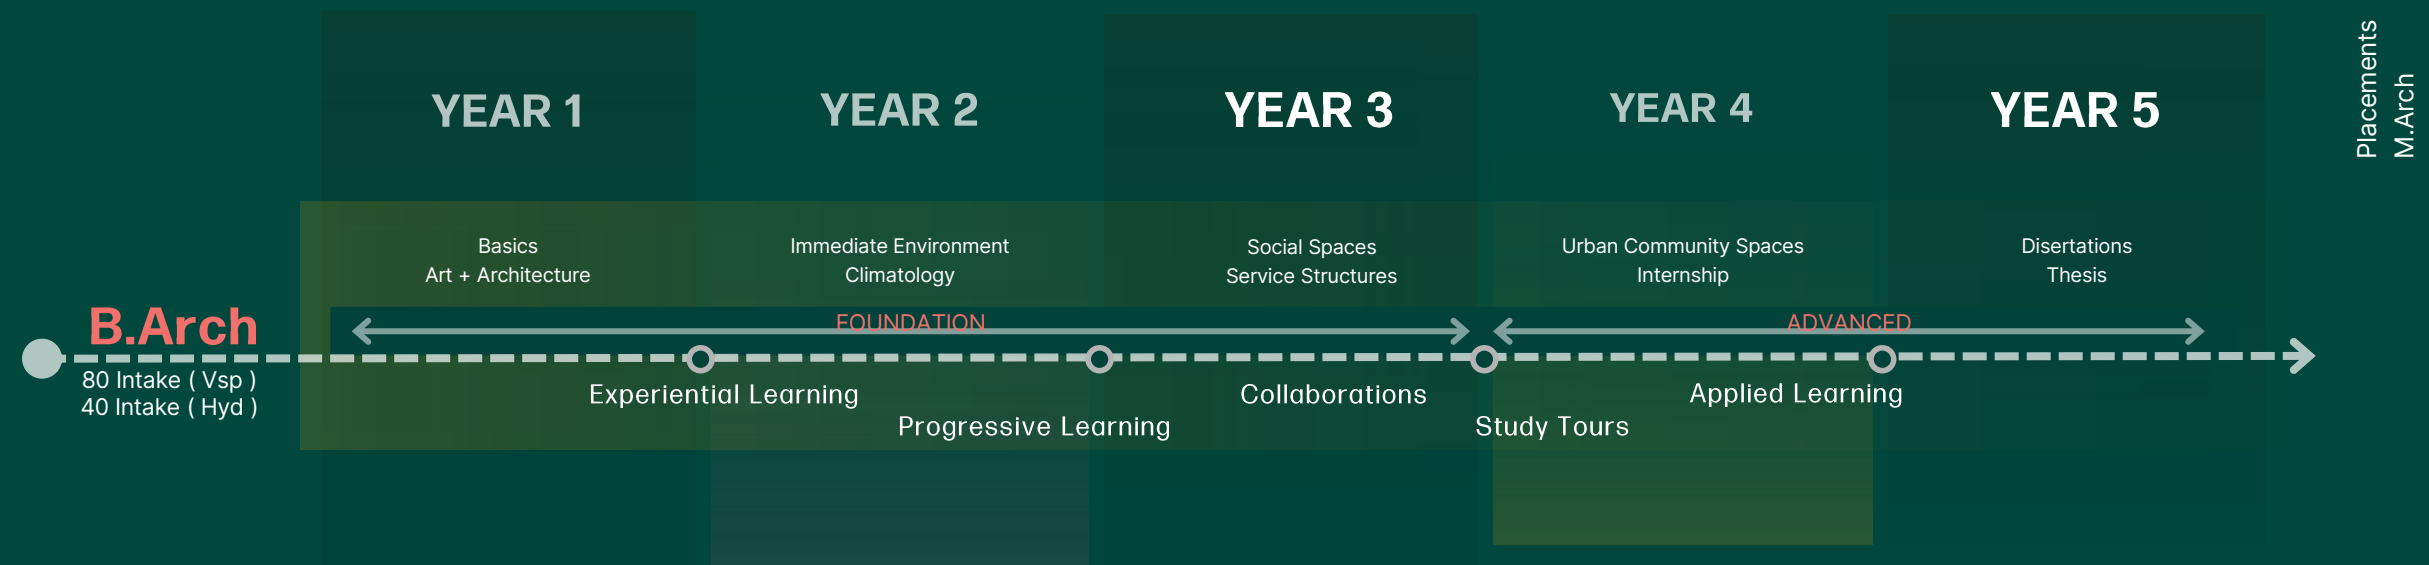 YEAR 1
YEAR 2
YEAR 3
YEAR 4
YEAR 5
Placements
M.Arch
Basics
Art + Architecture
Immediate Environment
Climatology
Social Spaces
Service Structures
Urban Community Spaces
Internship
Disertations
Thesis
B.Arch
80 Intake ( Vsp )
40 Intake ( Hyd )
FOUNDATION
ADVANCED
Experiential Learning
Progressive Learning
Collaborations
Study Tours
Applied Learning